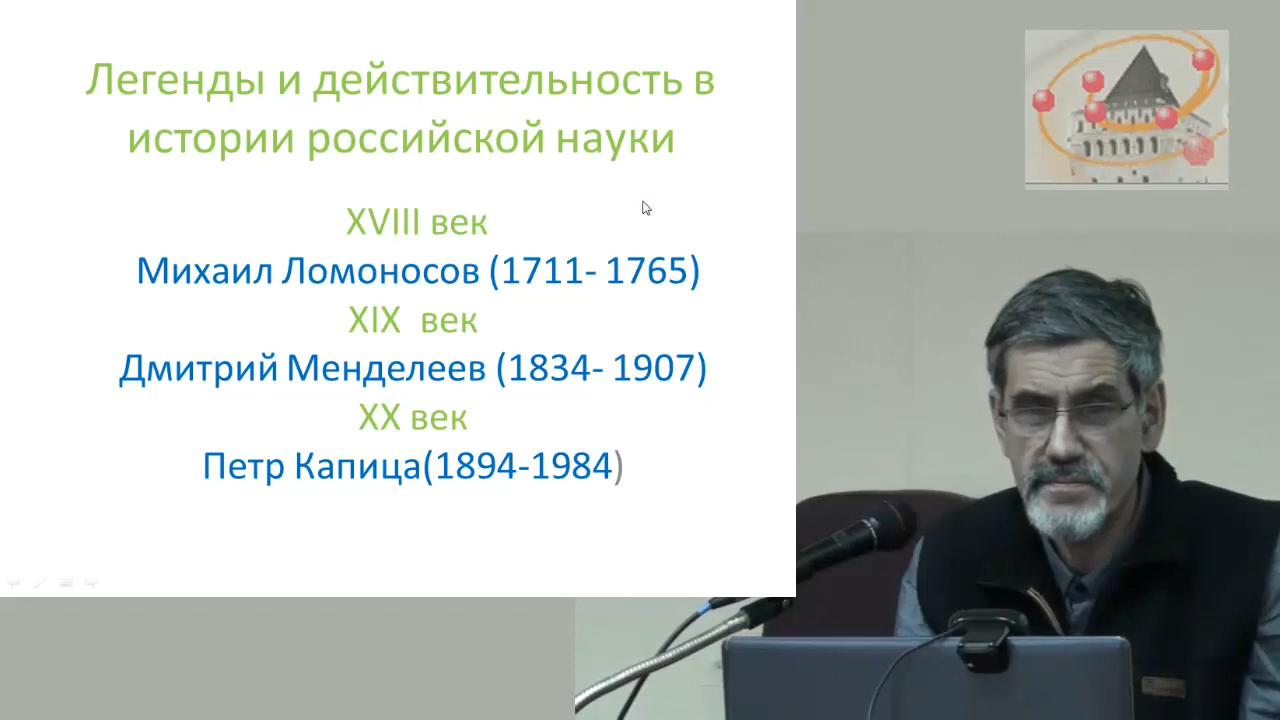 Легенды и действительность в
истории российской науки
XVIII век
Михаил Ломоносов (1711- 1765)
XIX век
Дмитрий Менделеев (1834- 1907)
XX век
Петр Капица(1894-1984)